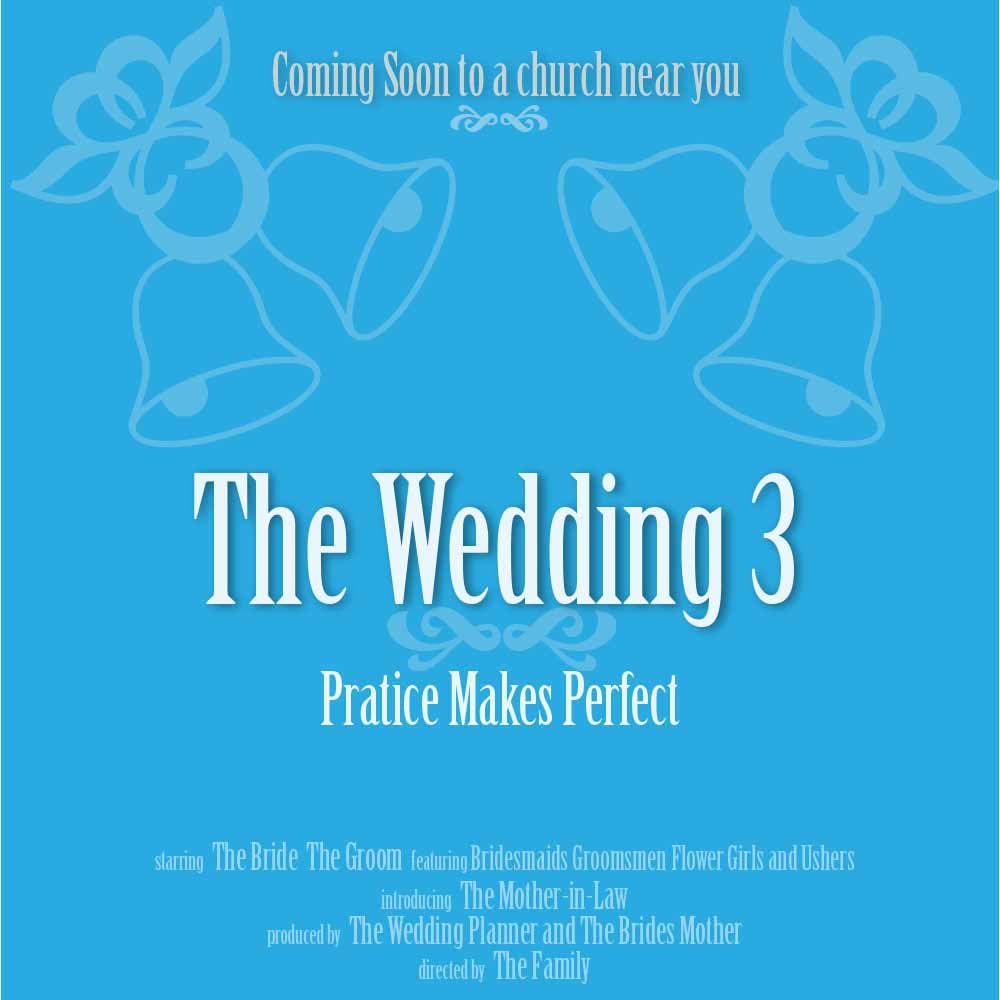 Coming Soon to a church near you
The Wedding 3
Pratice Makes Perfect
starring The Bride The Groom featuring Bridesmaids Groomsmen Flower Girls and Ushers
introducing The Mother-in-Law
produced by The Wedding Planner and The Brides Mother
directed by The Family